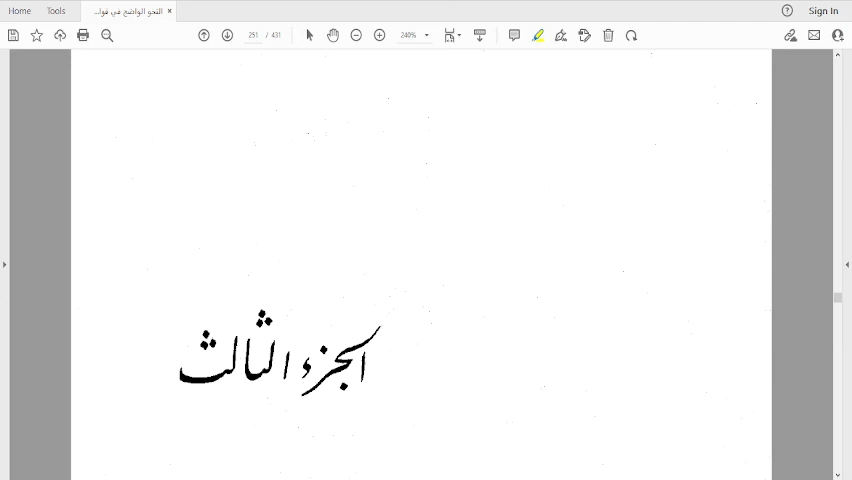 Home Tools النحو الواضح في قوا... × Sign In
251 / 431 240%
الجزء الثالث